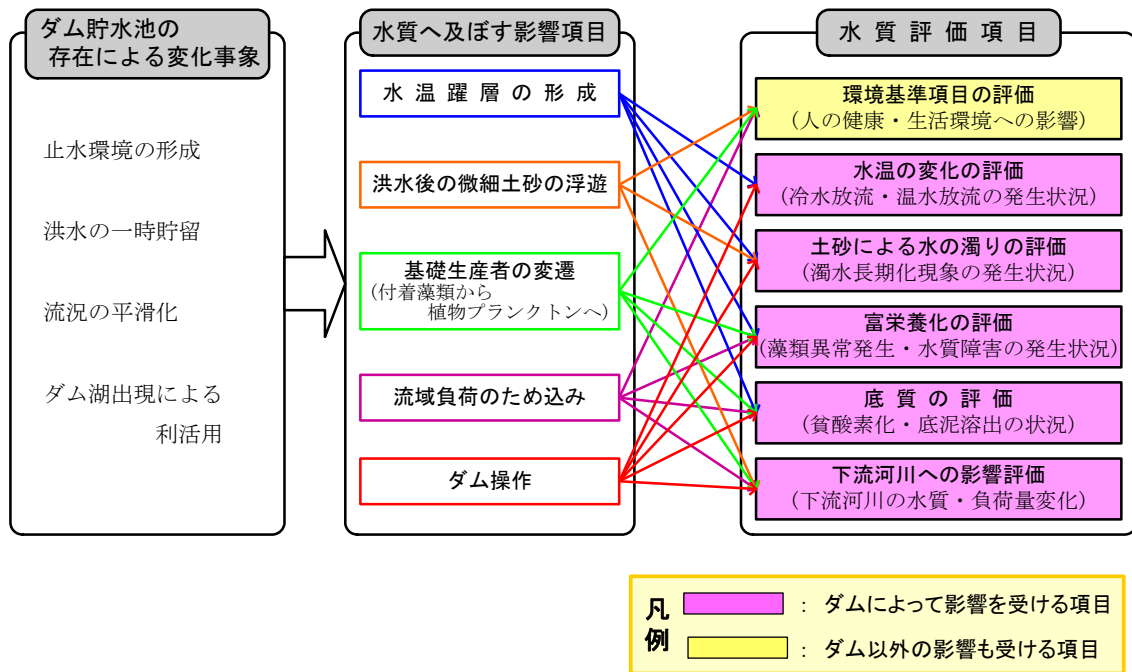 ダム貯水池の
存在による変化事象
止水環境の形成
洪水の一時貯留
流況の平滑化
ダム湖出現による
利活用
水質へ及ぼす影響項目
水温躍層の形成
洪水後の微細土砂の浮遊
基礎生産者の変遷
(付着藻類から
植物プランクトンへ)
流域負荷のため込み
ダム操作
水質評価項目
環境基準項目の評価
(人の健康・生活環境への影響)
水温の変化の評価
(冷水放流・温水放流の発生状況)
土砂による水の濁りの評価
(濁水長期化現象の発生状況)
富栄養化の評価
(藻類異常発生・水質障害の発生状況)
底質の評価
(貧酸素化・底泥溶出の状況)
下流河川への影響評価
(下流河川の水質・負荷量変化)
凡例
: ダムによって影響を受ける項目
: ダム以外の影響も受ける項目